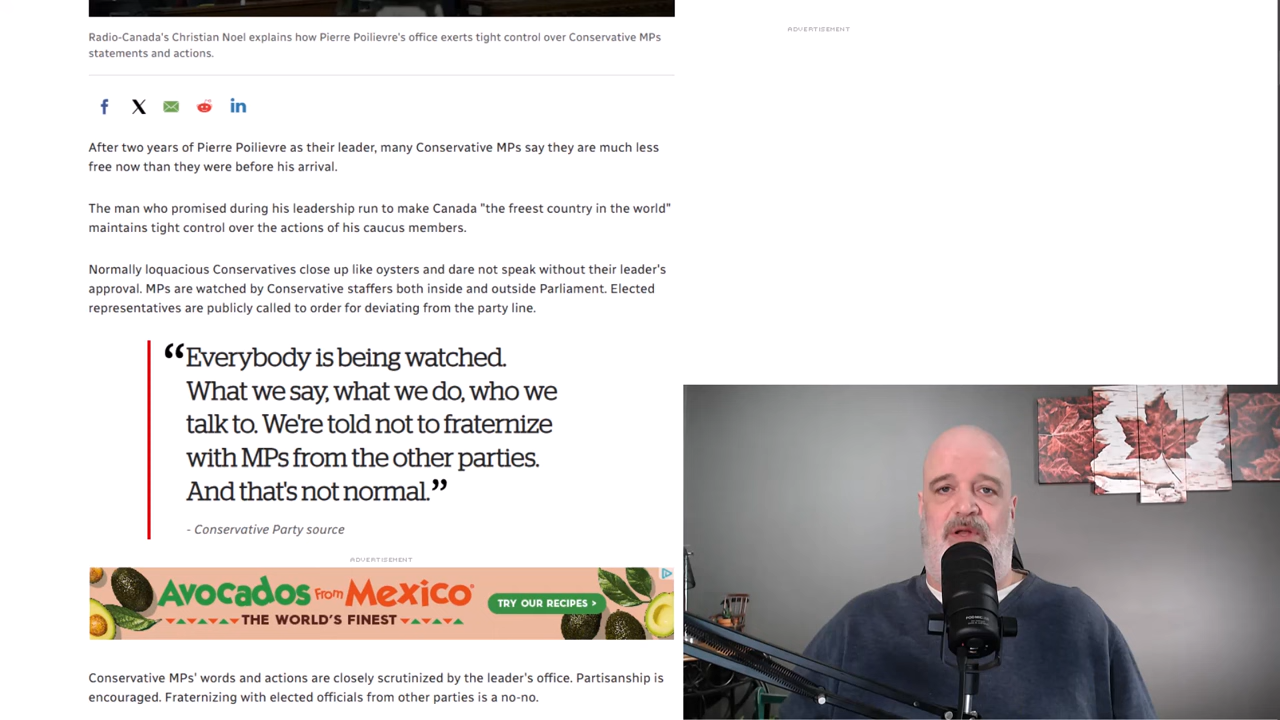 Radio-Canada's Christian Noel explains how Pierre Poilievre's office exerts tight control over Conservative MPs
statements and actions.
ADVERTISEMENT
After two years of Pierre Poilievre as their leader, many Conservative MPs say they are much less
free now than they were before his arrival.
The man who promised during his leadership run to make Canada "the freest country in the world"
maintains tight control over the actions of his caucus members.
Normally loquacious Conservatives close up like oysters and dare not speak without their leader's
approval. MPs are watched by Conservative staffers both inside and outside Parliament. Elected
representatives are publicly called to order for deviating from the party line.
“Everybody is being watched.
What we say, what we do, who we
talk to. We're told not to fraternize
with MPs from the other parties.
And that's not normal.”
- Conservative Party source
ADVERTISEMENT
Avocados from Mexico®
THE WORLD'S FINEST
TRY OUR RECIPES >
Conservative MPs' words and actions are closely scrutinized by the leader's office. Partisanship is
encouraged. Fraternizing with elected officials from other parties is a no-no.